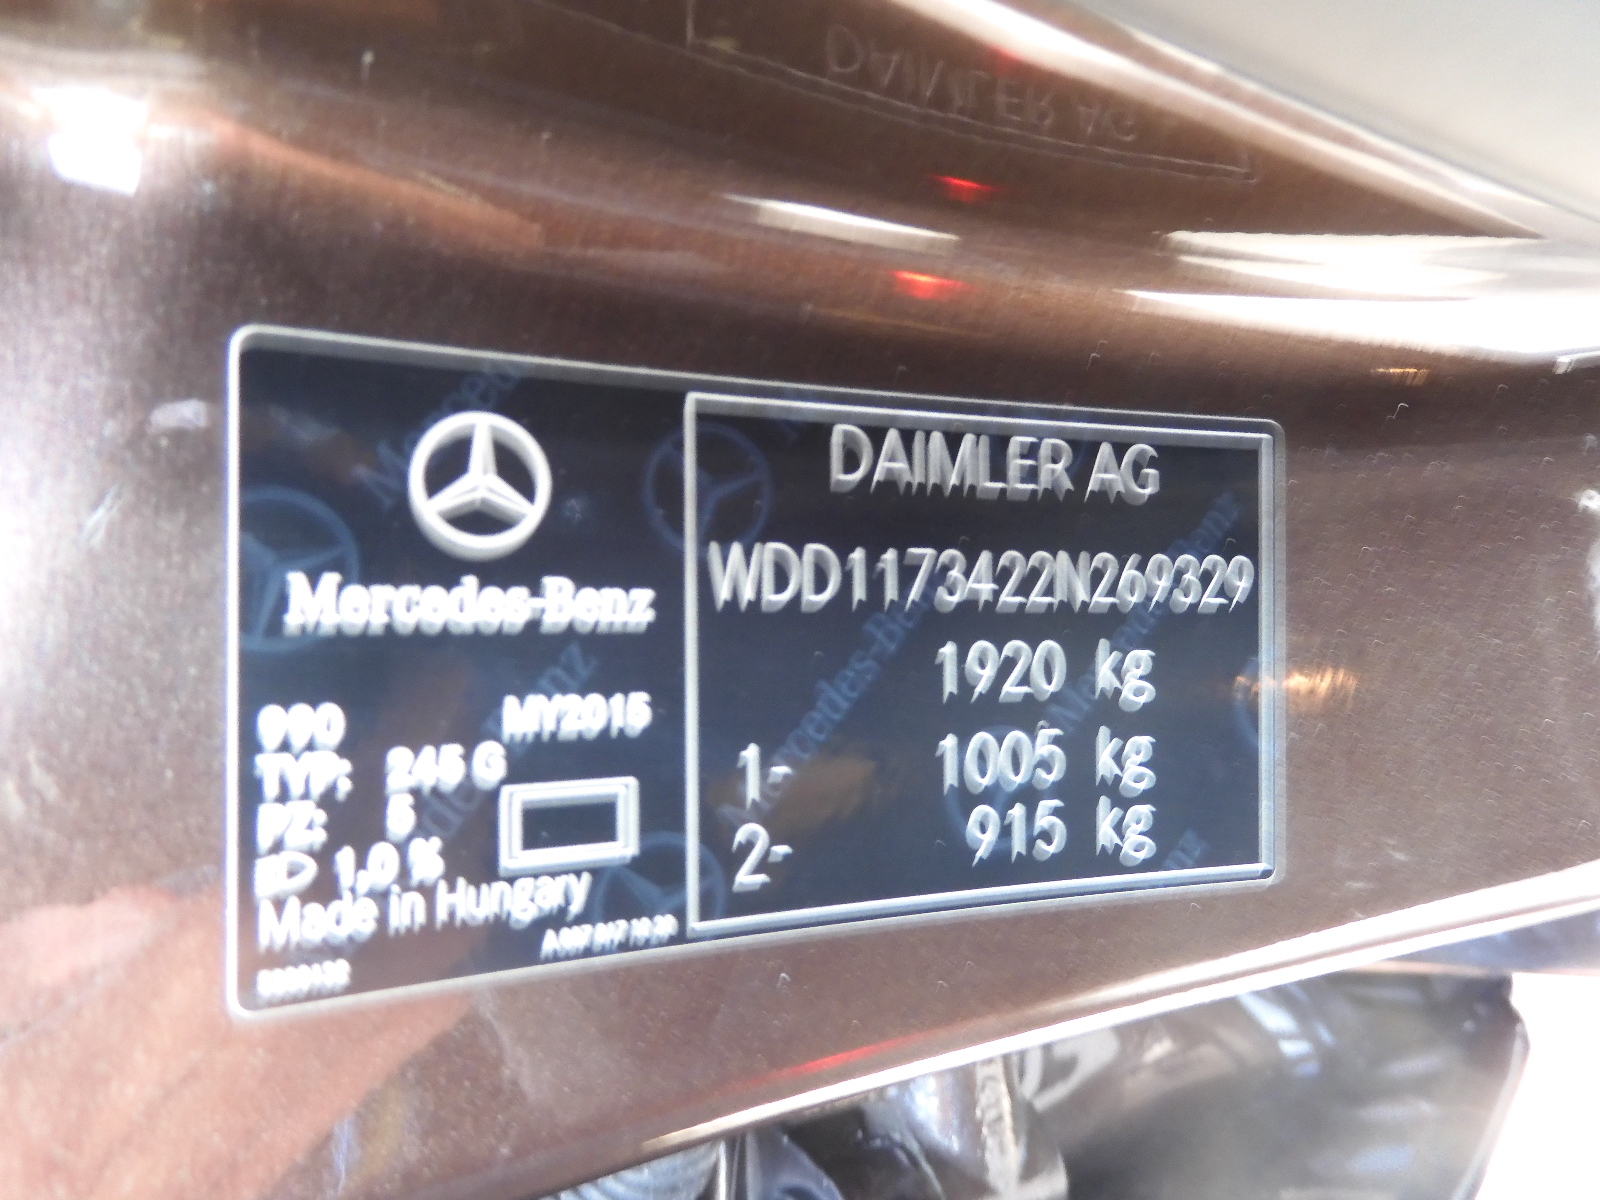 DAIMLER AG
Mercedes-Benz
990 MY2015
TYP: 245 G
PZ: 5
1,0 %
Made in Hungary
DAIMLER AG
WDD1173422N269329
1920 kg
1- 1005 kg
2- 915 kg